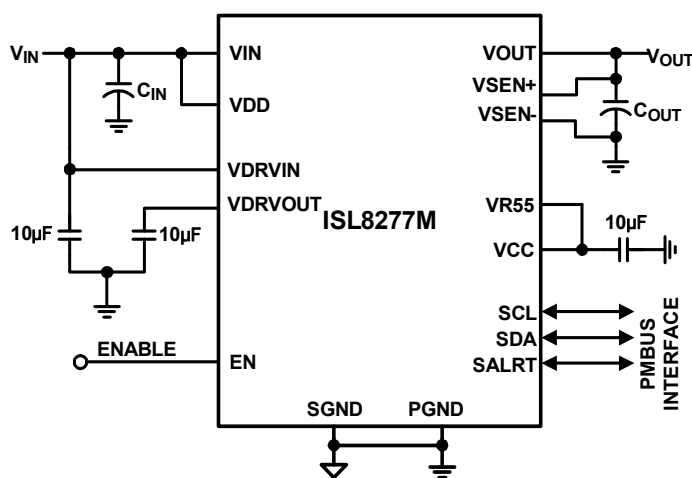 VIN
VIN
VOUT
VOUT
CIN
VSEN+
VDD
VSEN-
COUT
VDRVIN
VDRVOUT
ISL8277M
VR55
10µF
10µF
10µF
VCC
SCL
SDA
SALRT
PMBUS
INTERFACE
ENABLE
EN
SGND
PGND